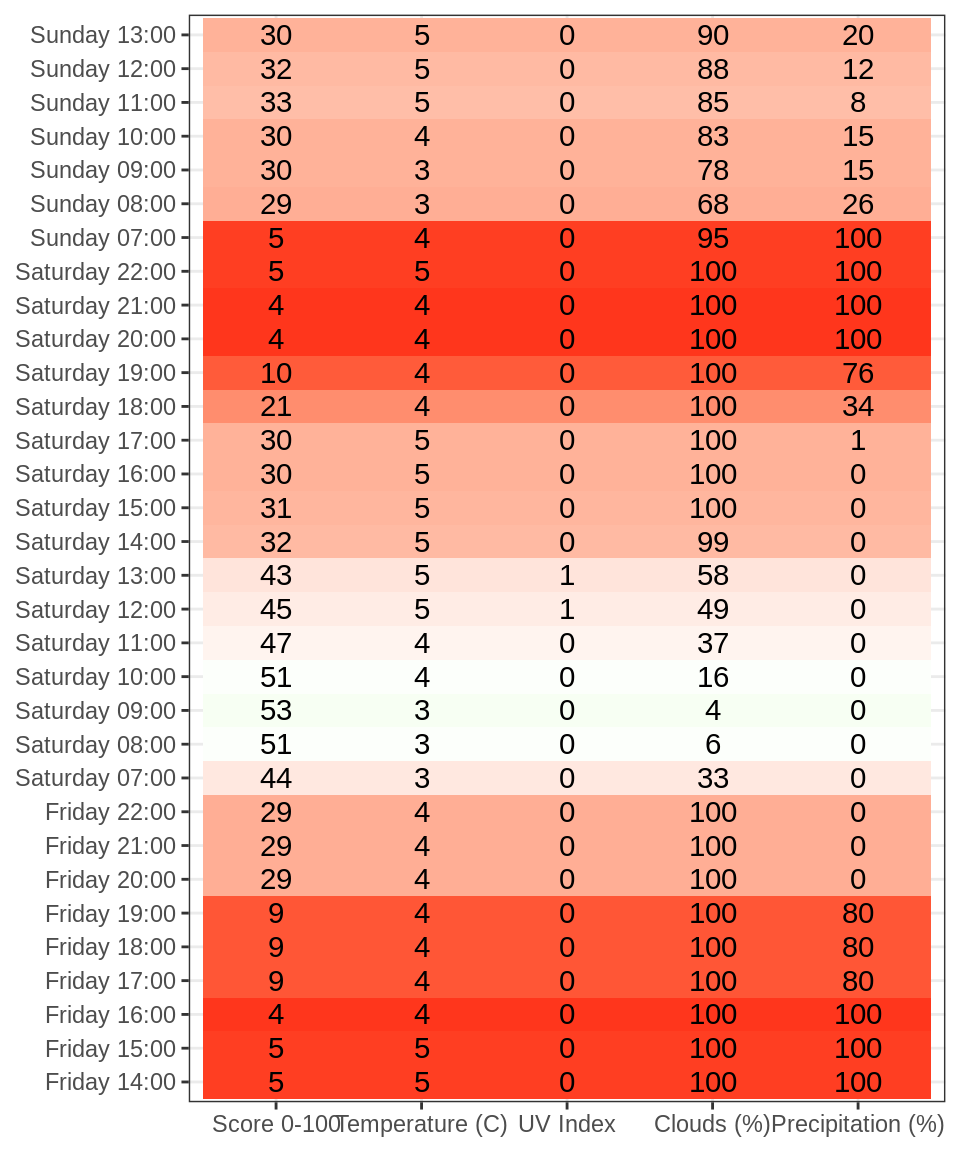 Sunday 13:00 30 5 0 90 20
Sunday 12:00 32 5 0 88 12
Sunday 11:00 33 5 0 85 8
Sunday 10:00 30 4 0 83 15
Sunday 09:00 30 3 0 78 15
Sunday 08:00 29 3 0 68 26
Sunday 07:00 5 4 0 95 100
Saturday 22:00 5 5 0 100 100
Saturday 21:00 4 4 0 100 100
Saturday 20:00 4 4 0 100 100
Saturday 19:00 10 4 0 100 76
Saturday 18:00 21 4 0 100 34
Saturday 17:00 30 5 0 100 1
Saturday 16:00 30 5 0 100 0
Saturday 15:00 31 5 0 100 0
Saturday 14:00 32 5 0 99 0
Saturday 13:00 43 5 1 58 0
Saturday 12:00 45 5 1 49 0
Saturday 11:00 47 4 0 37 0
Saturday 10:00 51 4 0 16 0
Saturday 09:00 53 3 0 4 0
Saturday 08:00 51 3 0 6 0
Saturday 07:00 44 3 0 33 0
Friday 22:00 29 4 0 100 0
Friday 21:00 29 4 0 100 0
Friday 20:00 29 4 0 100 0
Friday 19:00 9 4 0 100 80
Friday 18:00 9 4 0 100 80
Friday 17:00 9 4 0 100 80
Friday 16:00 4 4 0 100 100
Friday 15:00 5 5 0 100 100
Friday 14:00 5 5 0 100 100
Score 0-100 Temperature (C) UV Index Clouds (%) Precipitation (%)